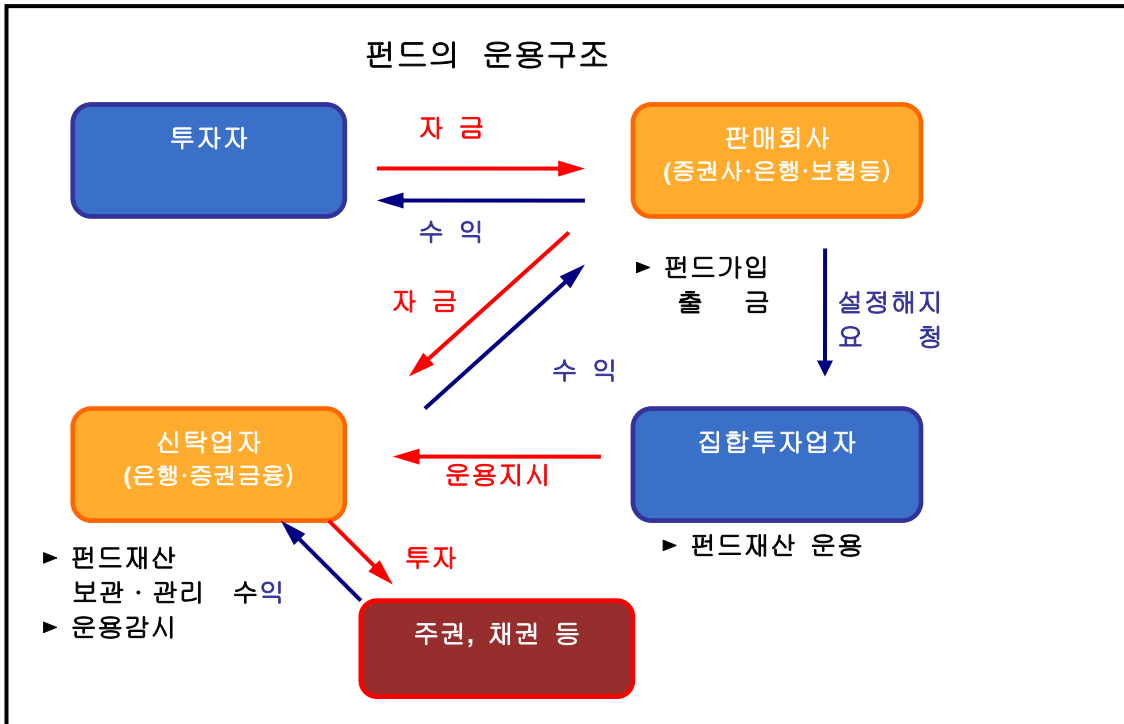 펀드의 운용구조
투자자
자 금
판매회사
(증권사·은행·보험등)
수 익
► 펀드가입
출 금
자 금
설정해지
요 청
수 익
신탁업자
(은행·증권금융)
운용지시
집합투자업자
► 펀드재산 운용
► 펀드재산
보관 · 관리 수익
► 운용감시
투자
주권, 채권 등